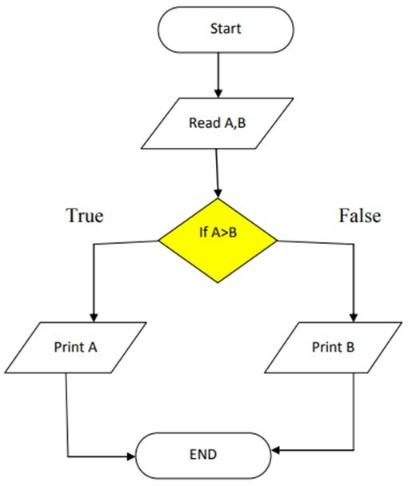 Start
Read A,B
True
False
If A>B
Print A
Print B
END